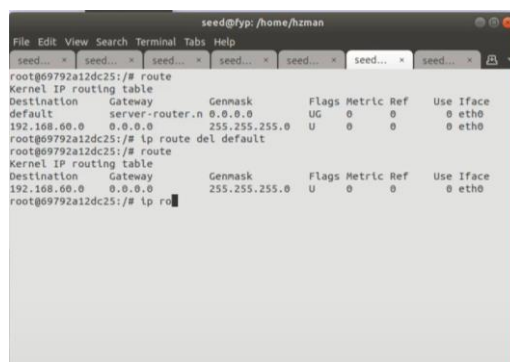 seed@fyp: /home/hzman
File Edit View Search Terminal Tabs Help
seed... × seed... × seed... × seed... × seed... × seed... × seed... ×
root@69792a12dc25:/# route
Kernel IP routing table
Destination Gateway Genmask Flags Metric Ref Use Iface
default server-router.n 0.0.0.0 UG 0 0 0 eth0
192.168.60.0 0.0.0.0 255.255.255.0 U 0 0 0 eth0
root@69792a12dc25:/# ip route del default
root@69792a12dc25:/# route
Kernel IP routing table
Destination Gateway Genmask Flags Metric Ref Use Iface
192.168.60.0 0.0.0.0 255.255.255.0 U 0 0 0 eth0
root@69792a12dc25:/# ip ro